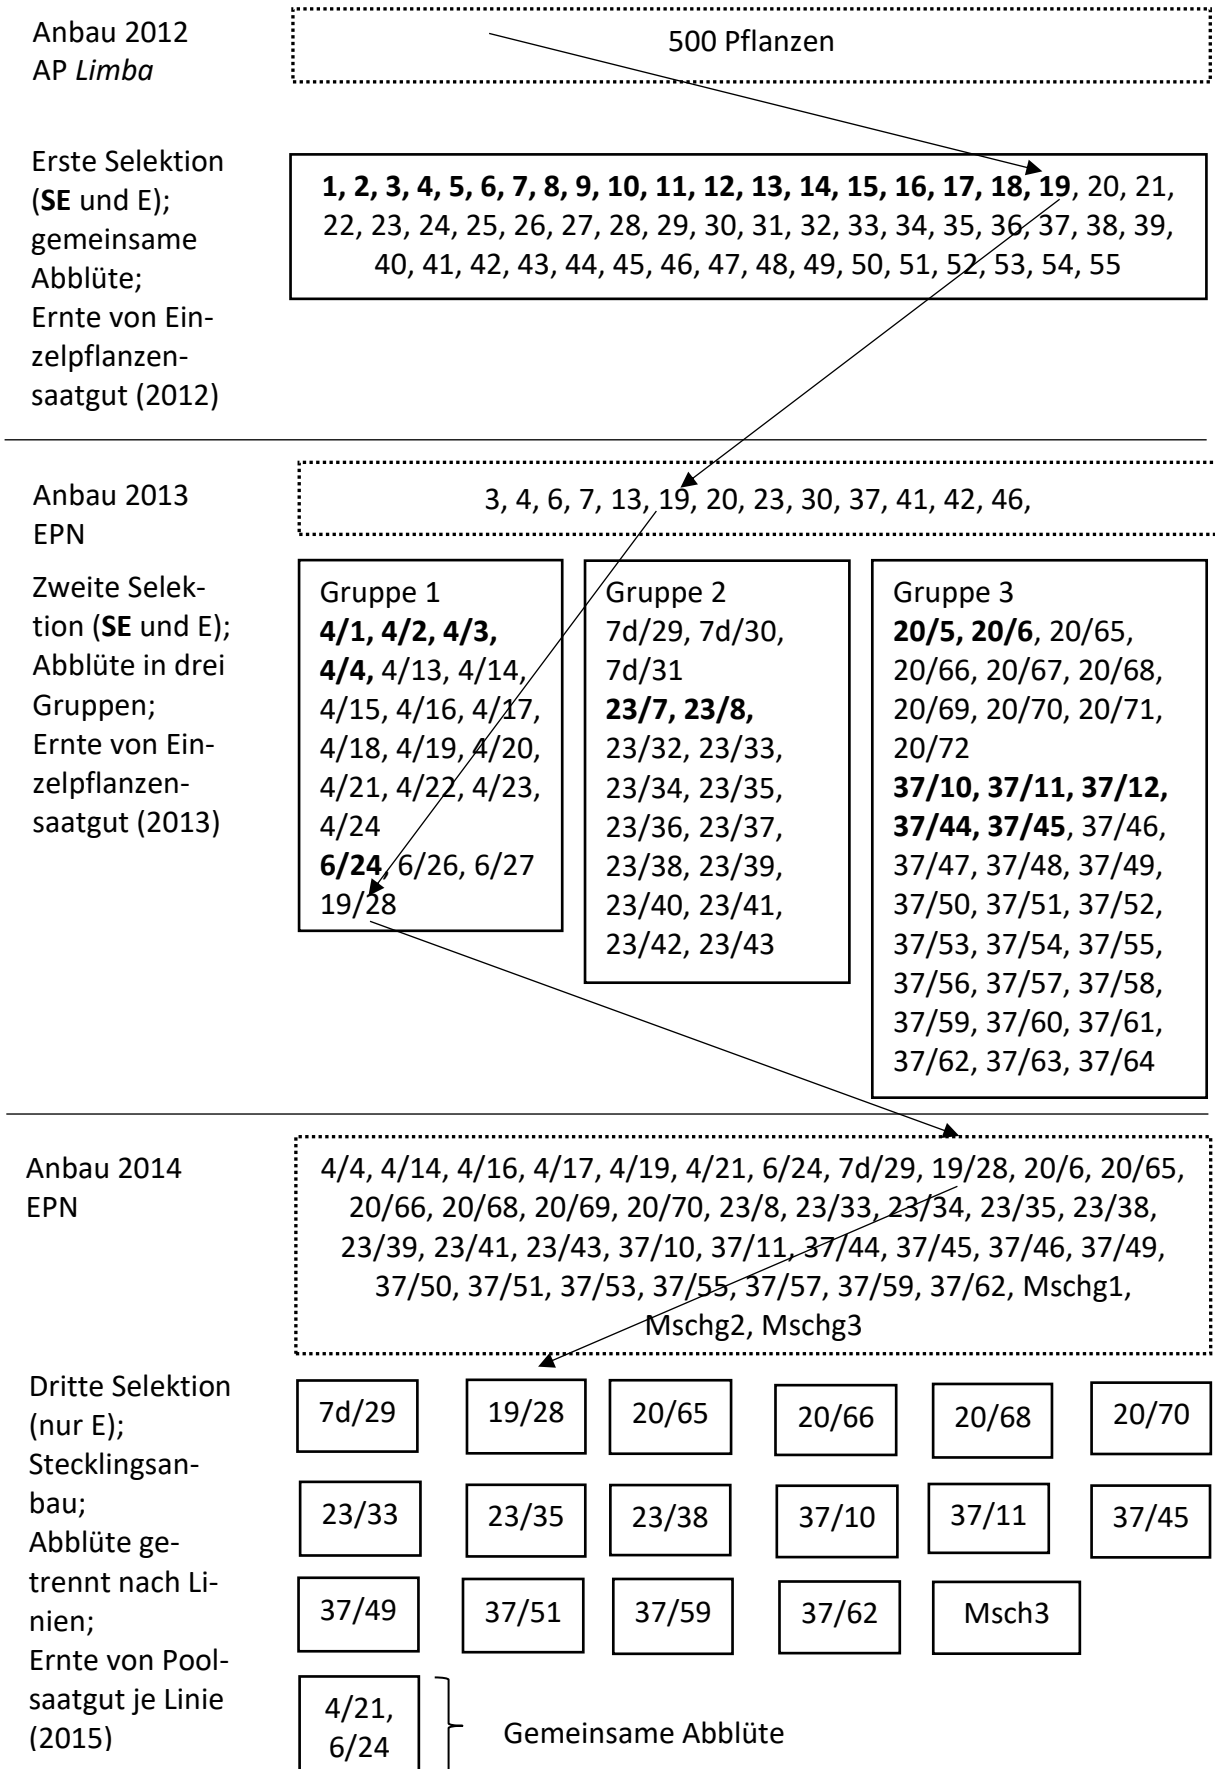 Anbau 2012
AP Limba
500 Pflanzen
Erste Selektion
(SE und E);
gemeinsame
Abblüte;
Ernte von Ein-
zelpflanzen-
saatgut (2012)
1, 2, 3, 4, 5, 6, 7, 8, 9, 10, 11, 12, 13, 14, 15, 16, 17, 18, 19, 20, 21,
22, 23, 24, 25, 26, 27, 28, 29, 30, 31, 32, 33, 34, 35, 36, 37, 38, 39,
40, 41, 42, 43, 44, 45, 46, 47, 48, 49, 50, 51, 52, 53, 54, 55
Anbau 2013
EPN
3, 4, 6, 7, 13, 19, 20, 23, 30, 37, 41, 42, 46,
Zweite Selek-
tion (SE und E);
Abblüte in drei
Gruppen;
Ernte von Ein-
zelpflanzen-
saatgut (2013)
Gruppe 1
4/1, 4/2, 4/3,
4/4, 4/13, 4/14,
4/15, 4/16, 4/17,
4/18, 4/19, 4/20,
4/21, 4/22, 4/23,
4/24
6/24, 6/26, 6/27
19/28
Gruppe 2
7d/29, 7d/30,
7d/31
23/7, 23/8,
23/32, 23/33,
23/34, 23/35,
23/36, 23/37,
23/38, 23/39,
23/40, 23/41,
23/42, 23/43
Gruppe 3
20/5, 20/6, 20/65,
20/66, 20/67, 20/68,
20/69, 20/70, 20/71,
20/72
37/10, 37/11, 37/12,
37/44, 37/45, 37/46,
37/47, 37/48, 37/49,
37/50, 37/51, 37/52,
37/53, 37/54, 37/55,
37/56, 37/57, 37/58,
37/59, 37/60, 37/61,
37/62, 37/63, 37/64
Anbau 2014
EPN
4/4, 4/14, 4/16, 4/17, 4/19, 4/21, 6/24, 7d/29, 19/28, 20/6, 20/65,
20/66, 20/68, 20/69, 20/70, 23/8, 23/33, 23/34, 23/35, 23/38,
23/39, 23/41, 23/43, 37/10, 37/11, 37/44, 37/45, 37/46, 37/49,
37/50, 37/51, 37/53, 37/55, 37/57, 37/59, 37/62, Mschg1,
Mschg2, Mschg3
Dritte Selektion
(nur E);
Stecklingsan-
bau;
Abblüte ge-
trennt nach Li-
nien;
Ernte von Pool-
saatgut je Linie
(2015)
7d/29
19/28
20/65
20/66
20/68
20/70
23/33
23/35
23/38
37/10
37/11
37/45
37/49
37/51
37/59
37/62
Msch3
4/21,
6/24
Gemeinsame Abblüte